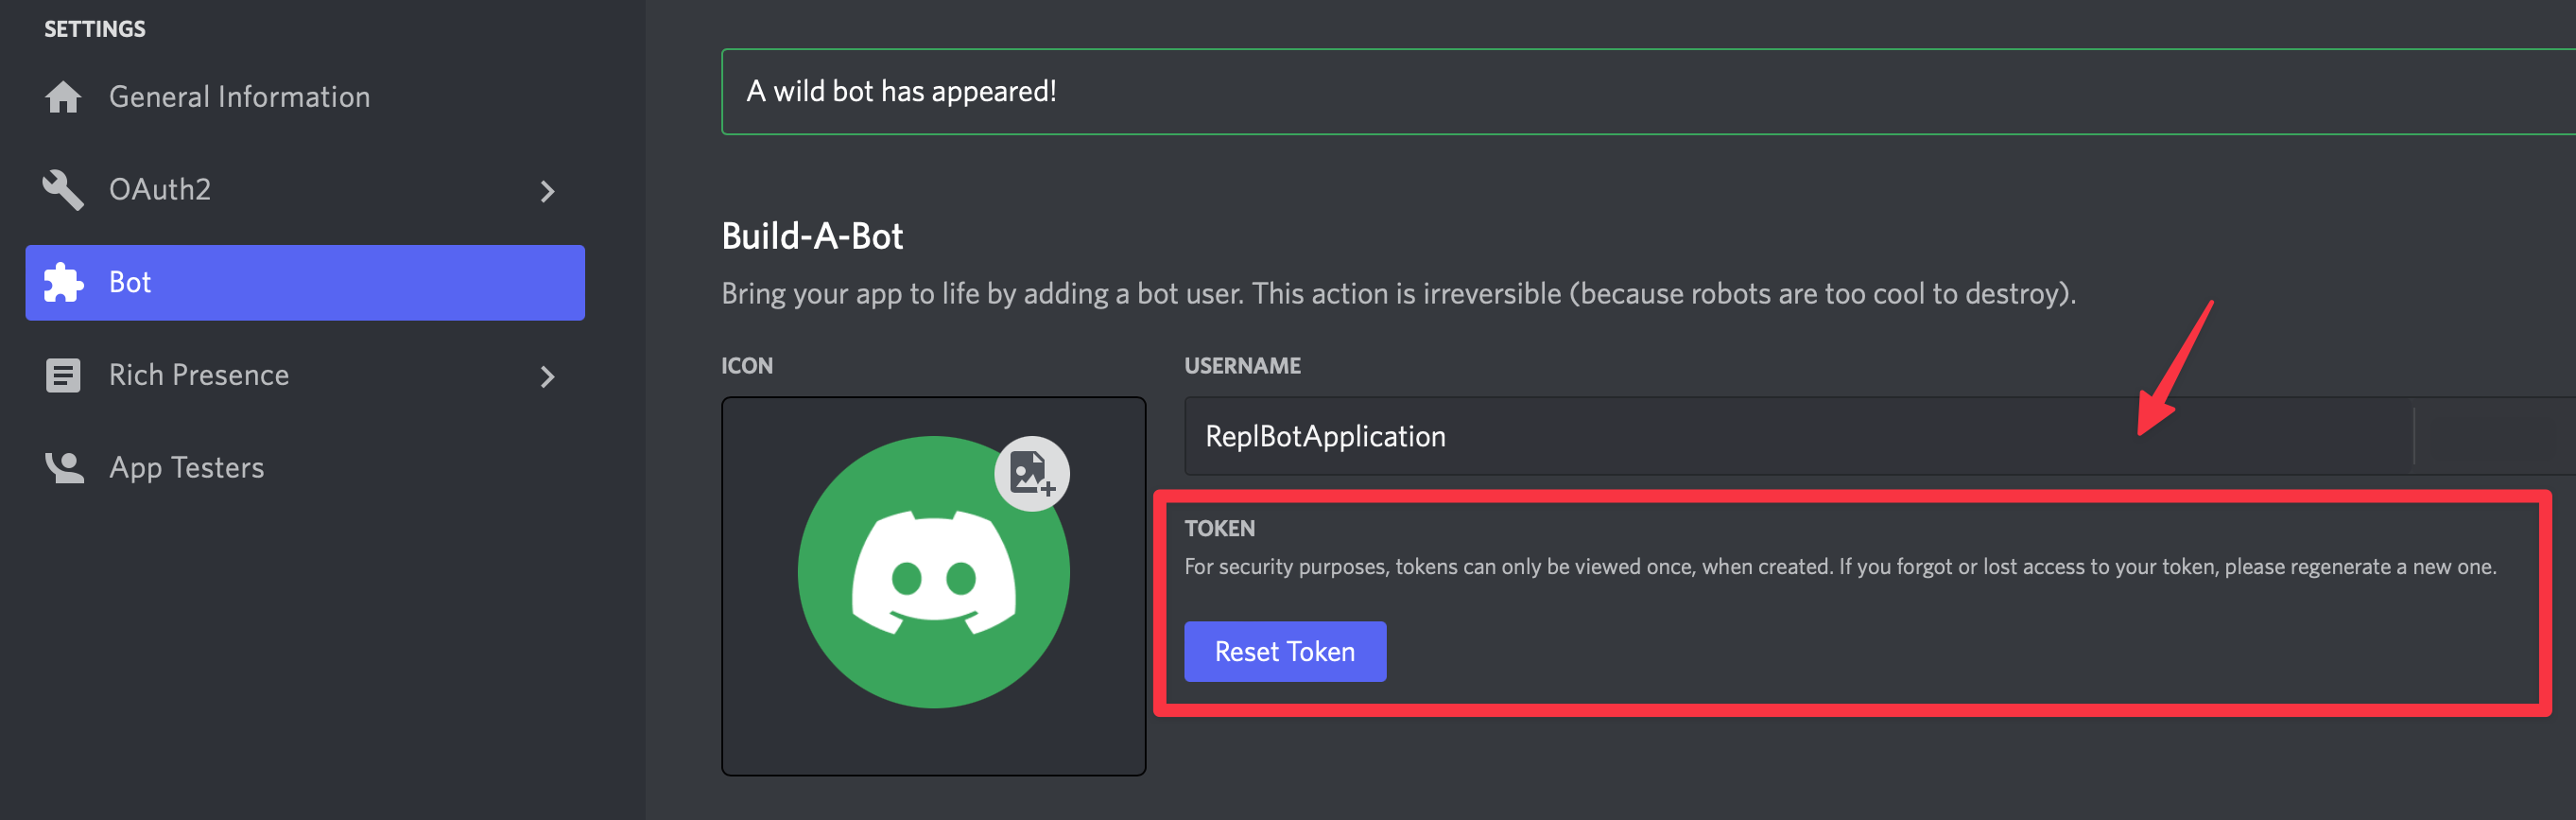 SETTINGS
General Information
OAuth2
Bot
Rich Presence
App Testers
A wild bot has appeared!
Build-A-Bot
Bring your app to life by adding a bot user. This action is irreversible (because robots are too cool to destroy).
ICON
USERNAME
ReplBotApplication
TOKEN
For security purposes, tokens can only be viewed once, when created. If you forgot or lost access to your token, please regenerate a new one.
Reset Token